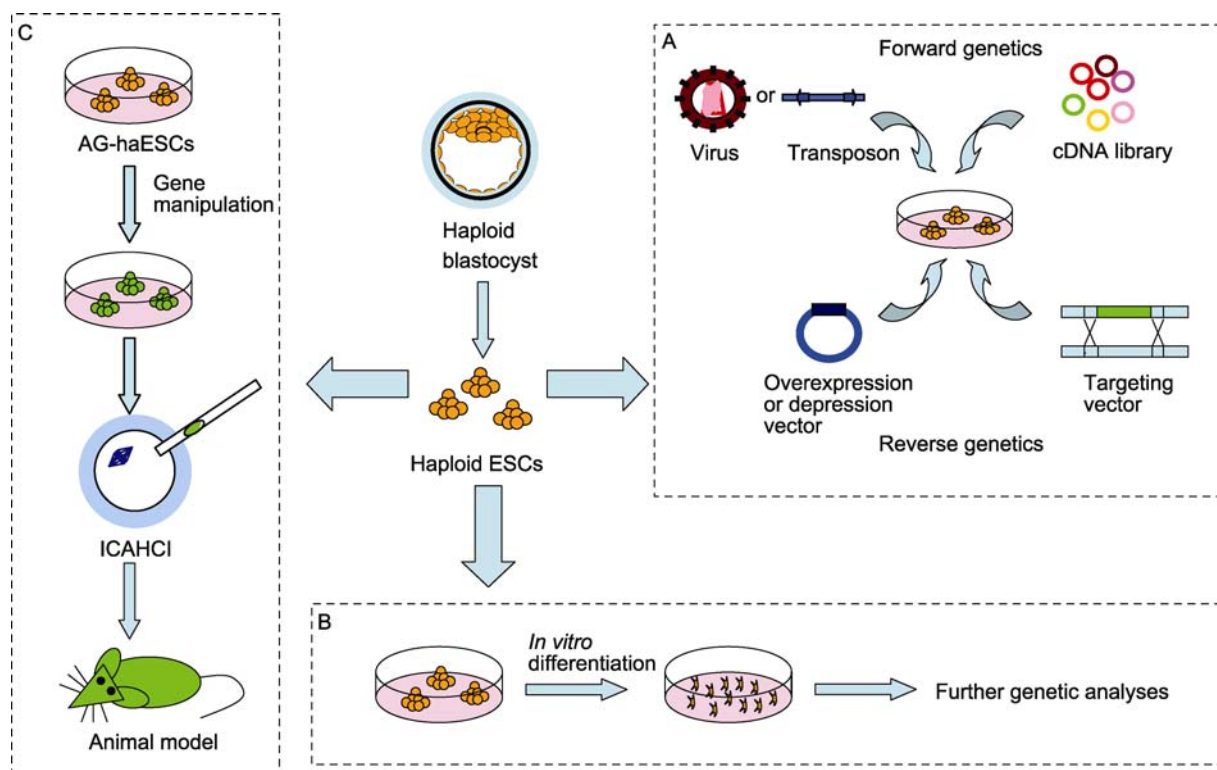 C
AG-haESCs
Gene
manipulation
ICAHCI
Animal model
Haploid
blastocyst
Haploid ESCs
A
Forward genetics
or
Virus
Transposon
cDNA library
Overexpression
or depression
vector
Targeting
vector
Reverse genetics
B
In vitro
differentiation
Further genetic analyses